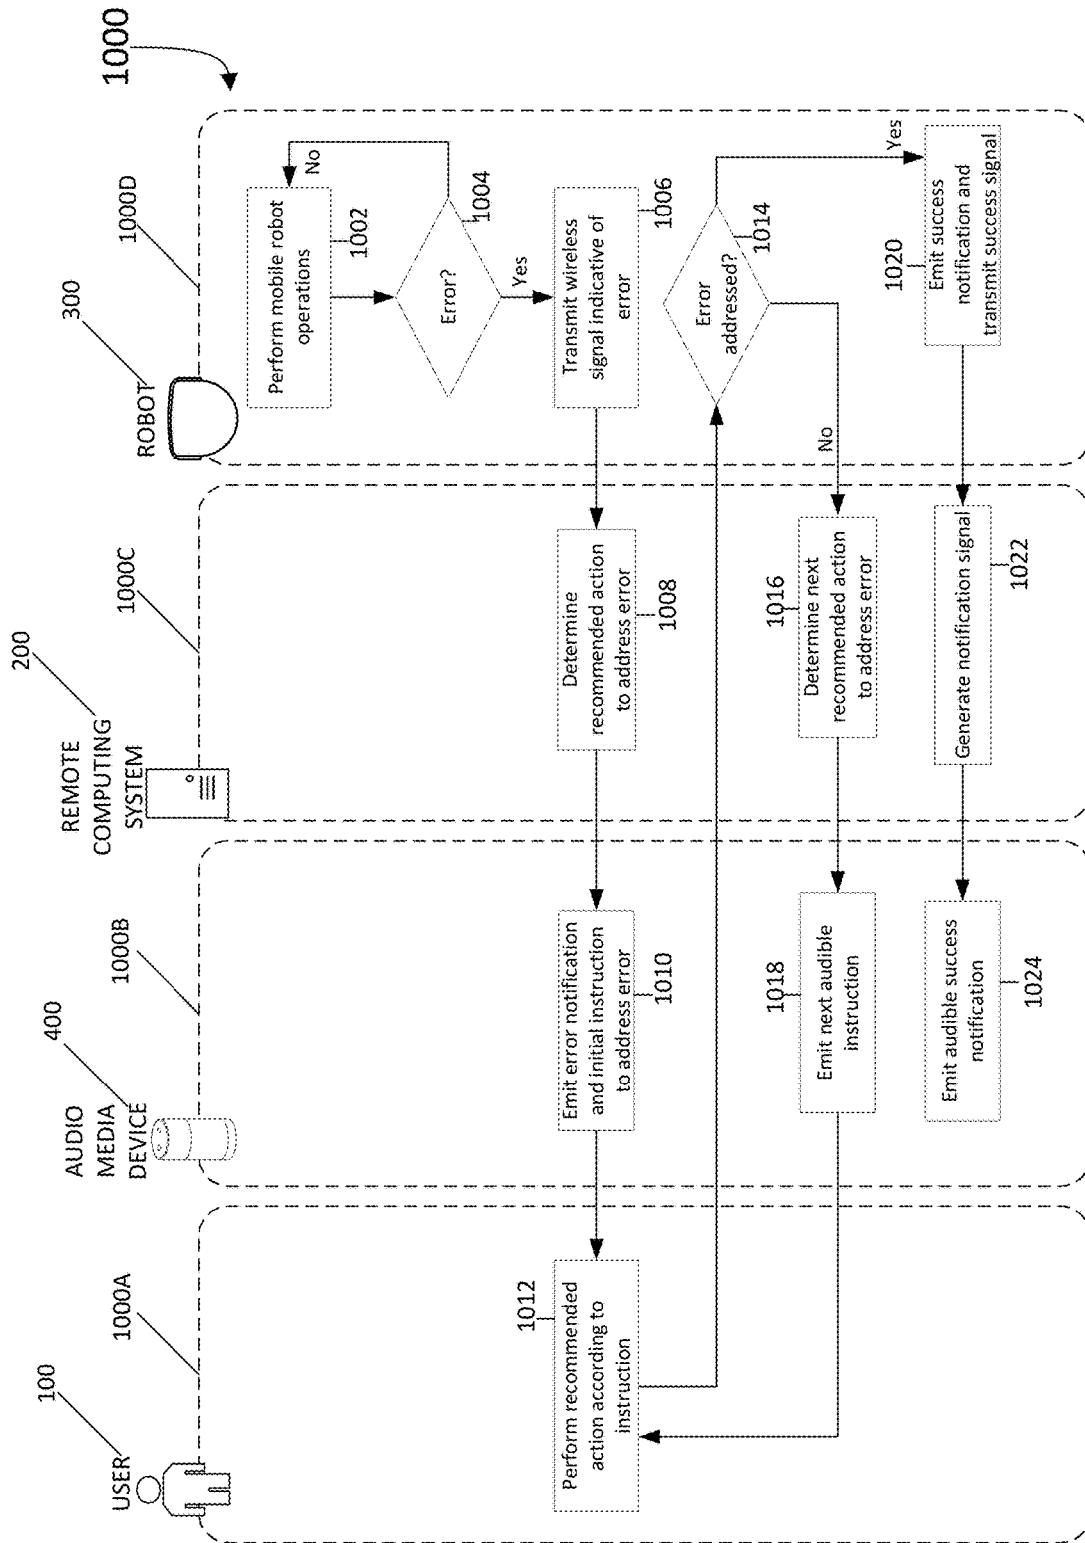 1000
USER
100
1000A
AUDIO
MEDIA
DEVICE
400
1000B
REMOTE
COMPUTING
SYSTEM
200
1000C
ROBOT
300
1000D
Perform mobile robot
operations
1002
No
Error?
1004
Yes
Transmit wireless
signal indicative of
error
1006
Determine
recommended action
to address error
1008
Emit error notification
and initial instruction
to address error
1010
Perform recommended
action according to
instruction
1012
Error
addressed?
1014
No
Yes
Determine next
recommended action
to address error
1016
Emit next audible
instruction
1018
Emit success
notification and
transmit success signal
1020
Generate notification signal
1022
Emit audible success
notification
1024